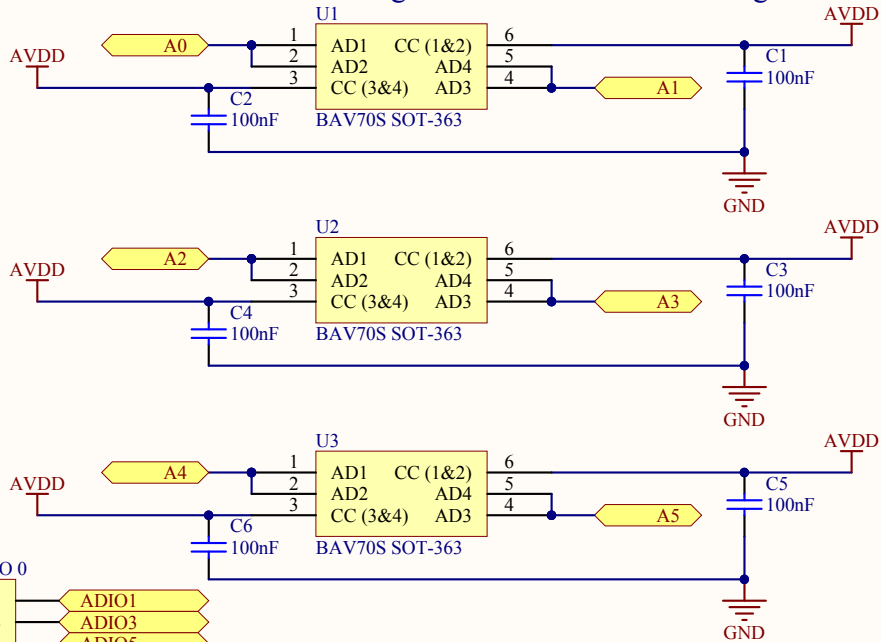 U1
AVDD
A0
1
AD1
CC (1&2)
6
2
AD2
AD4
5
C1
AVDD
3
CC (3&4)
AD3
4
A1
100nF
C2
100nF
BAV70S SOT-363
GND
U2
AVDD
A2
1
AD1
CC (1&2)
6
2
AD2
AD4
5
C3
AVDD
3
CC (3&4)
AD3
4
A3
100nF
C4
100nF
BAV70S SOT-363
GND
U3
AVDD
A4
1
AD1
CC (1&2)
6
2
AD2
AD4
5
C5
AVDD
3
CC (3&4)
AD3
4
A5
100nF
C6
100nF
BAV70S SOT-363
O 0
ADIO1
ADIO3
ADIO5
GND